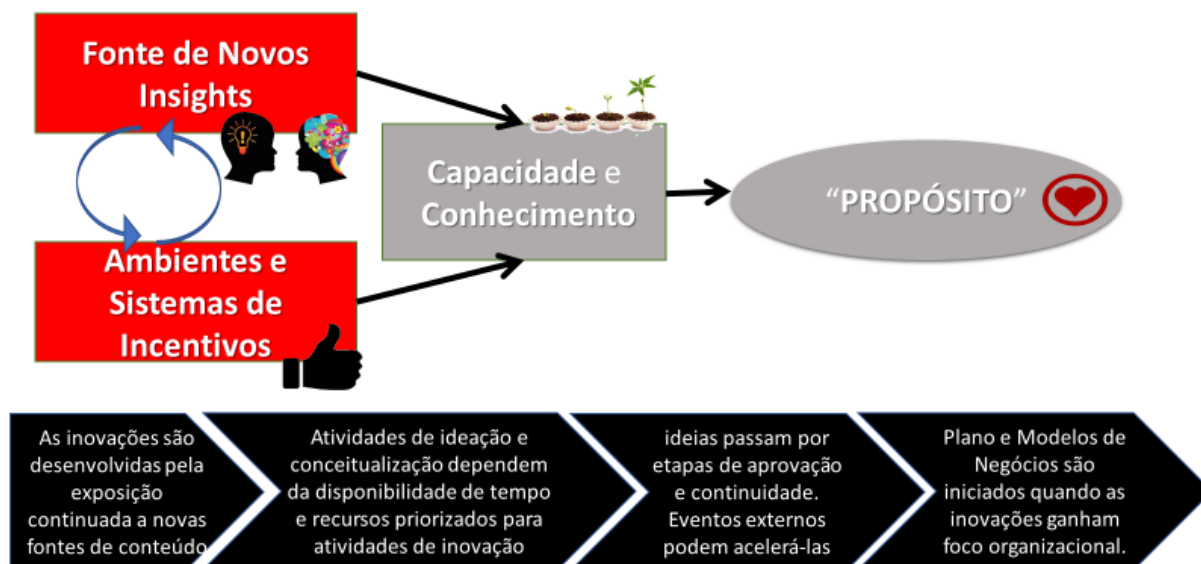 Fonte de Novos
Insights
Ambientes e
Sistemas de
Incentivos
Capacidade e
Conhecimento
“PROPÓSITO”
As inovações são
desenvolvidas pela
exposição
continuada a novas
fontes de conteúdo
Atividades de ideação e
conceitualização dependem
da disponibilidade de tempo
e recursos priorizados para
atividades de inovação
ideias passam por
etapas de aprovação
e continuidade.
Eventos externos
podem acelerá-las
Plano e Modelos de
Negócios são
iniciados quando as
inovações ganham
foco organizacional.